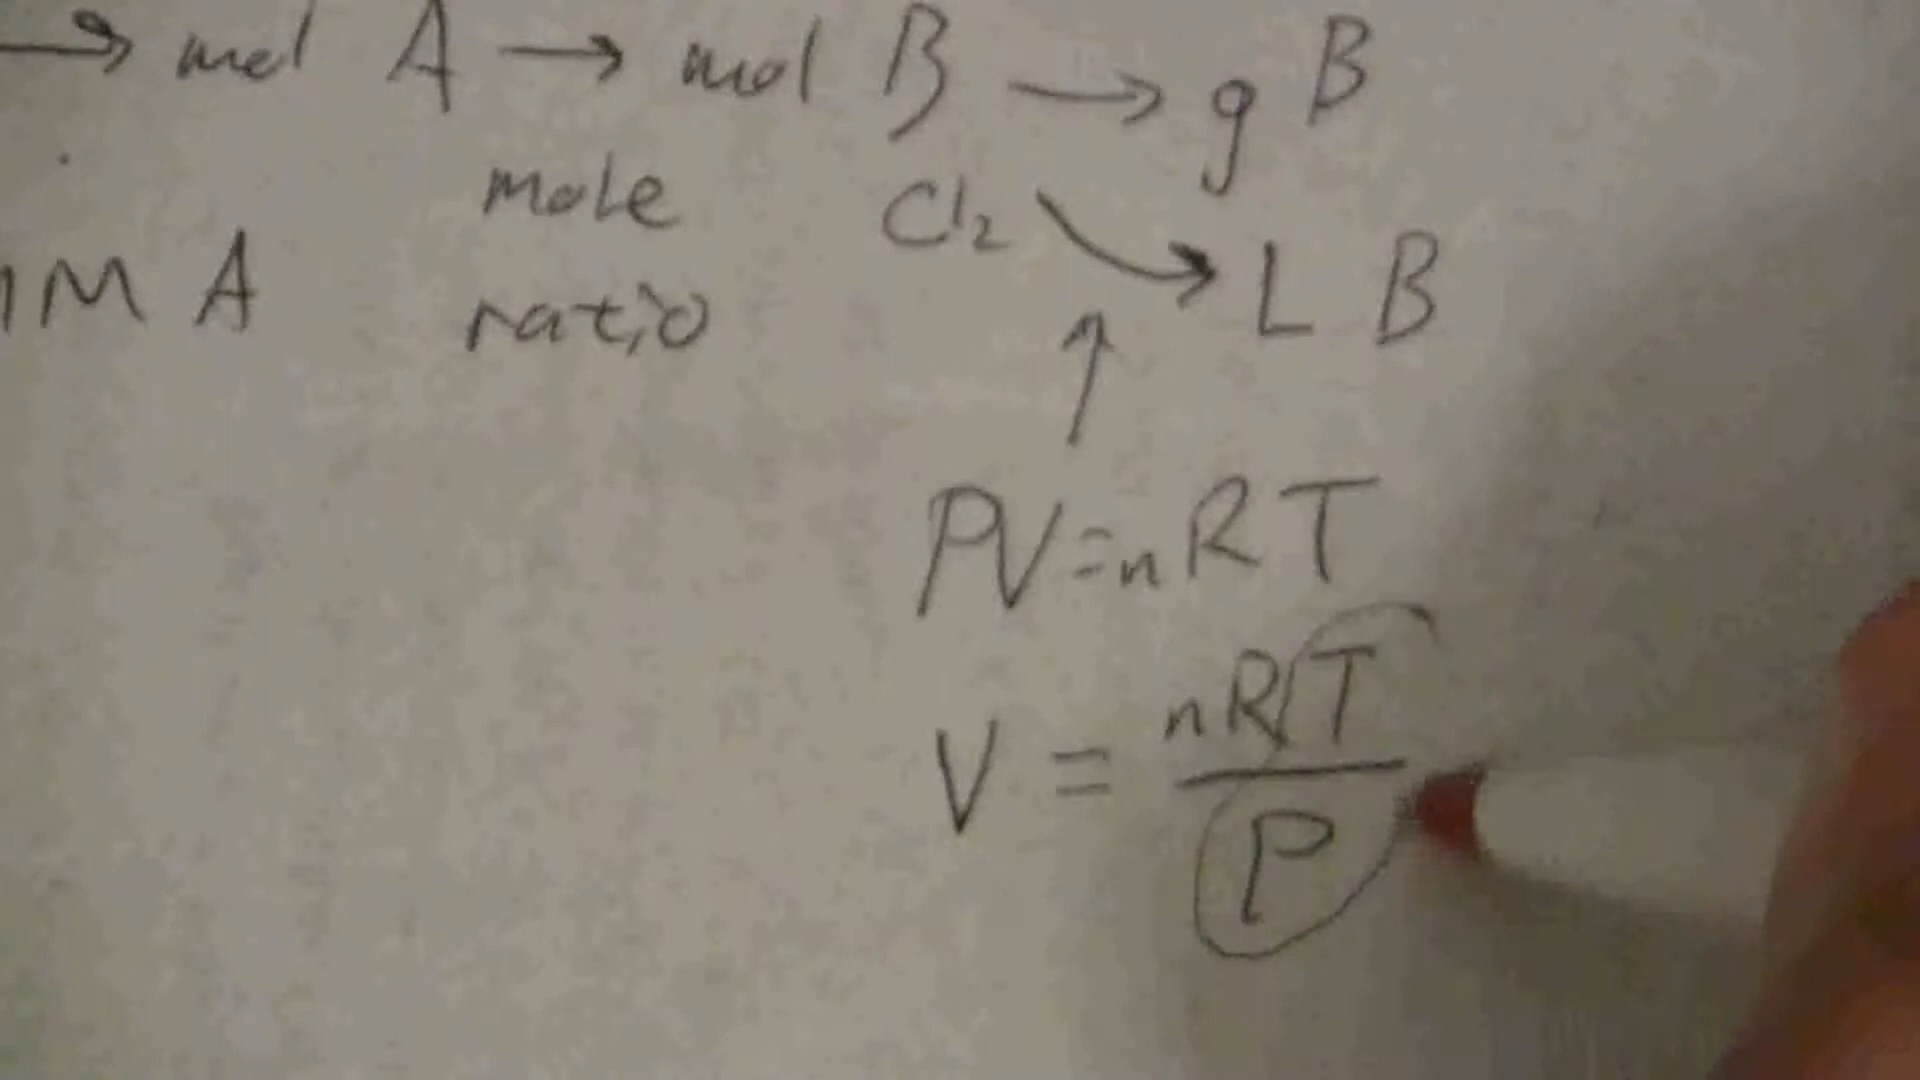 → mol A → mol B → g B
mole Cl₂
ratio → L B
M A
↑
PV=nRT
V = nRT
P